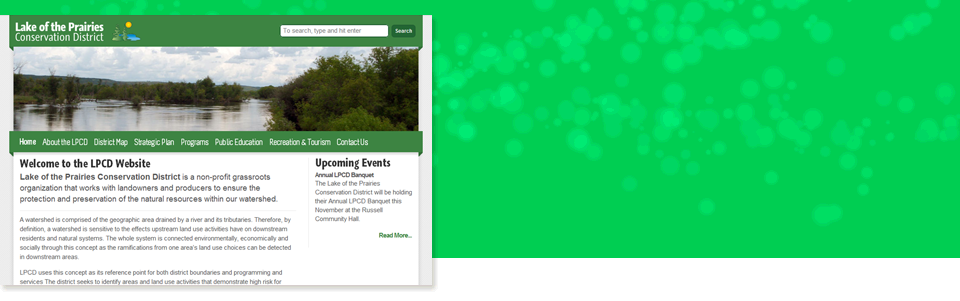 Lake of the Prairies
Conservation District
To search, type and hit enter
Search
Home About the LPCD District Map Strategic Plan Programs Public Education Recreation & Tourism Contact Us
Welcome to the LPCD Website
Lake of the Prairies Conservation District is a non-profit grassroots
organization that works with landowners and producers to ensure the
protection and preservation of the natural resources within our watershed.
A watershed is comprised of the geographic area drained by a river and its tributaries. Therefore, by
definition, a watershed is sensitive to the effects upstream land use activities have on downstream
residents and natural systems. The whole system is connected environmentally, economically and
socially through this concept as the ramifications from one area's land use choices can be detected
in downstream areas.
LPCD uses this concept as its reference point for both district boundaries and programming and
services The district seeks to identify areas and land use activities that demonstrate high risk for
Upcoming Events
Annual LPCD Banquet
The Lake of the Prairies
Conservation District will be holding
their Annual LPCD Banquet this
November at the Russell
Community Hall.
Read More...